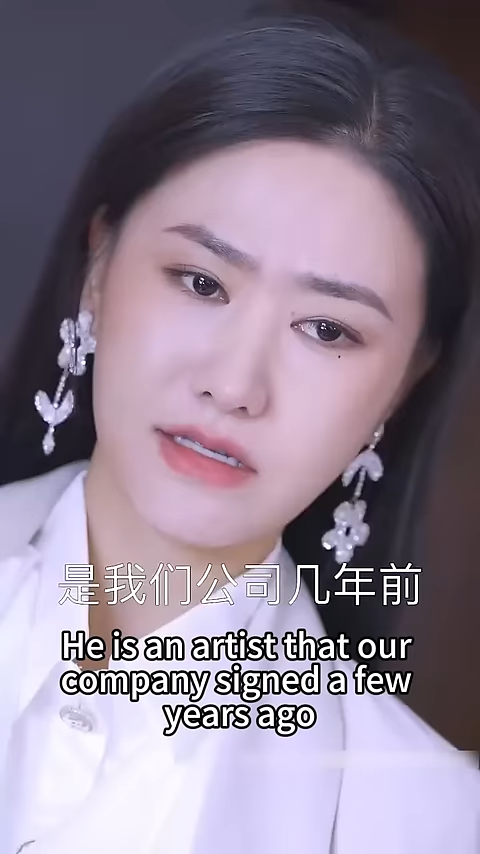 是我们公司几年前
He is an artist that our
company signed a few
years ago